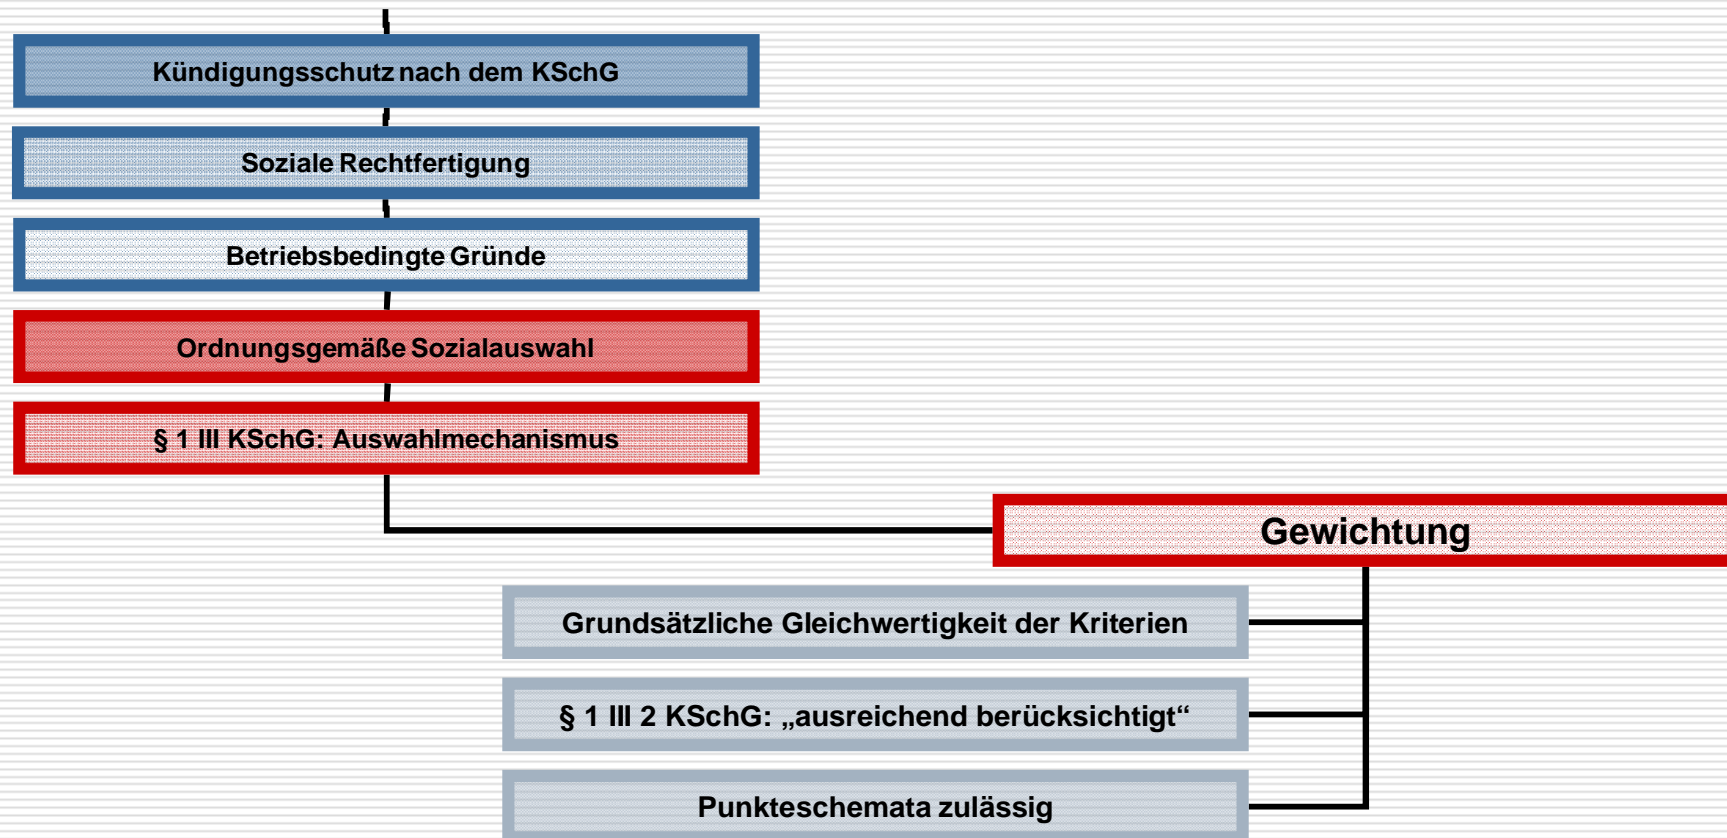 Kündigungsschutz nach dem KSchG
Soziale Rechtfertigung
Betriebsbedingte Gründe
Ordnungsgemäße Sozialauswahl
§ 1 III KSchG: Auswahlmechanismus
Gewichtung
Grundsätzliche Gleichwertigkeit der Kriterien
§ 1 III 2 KSchG: „ausreichend berücksichtigt“
Punkteschemata zulässig